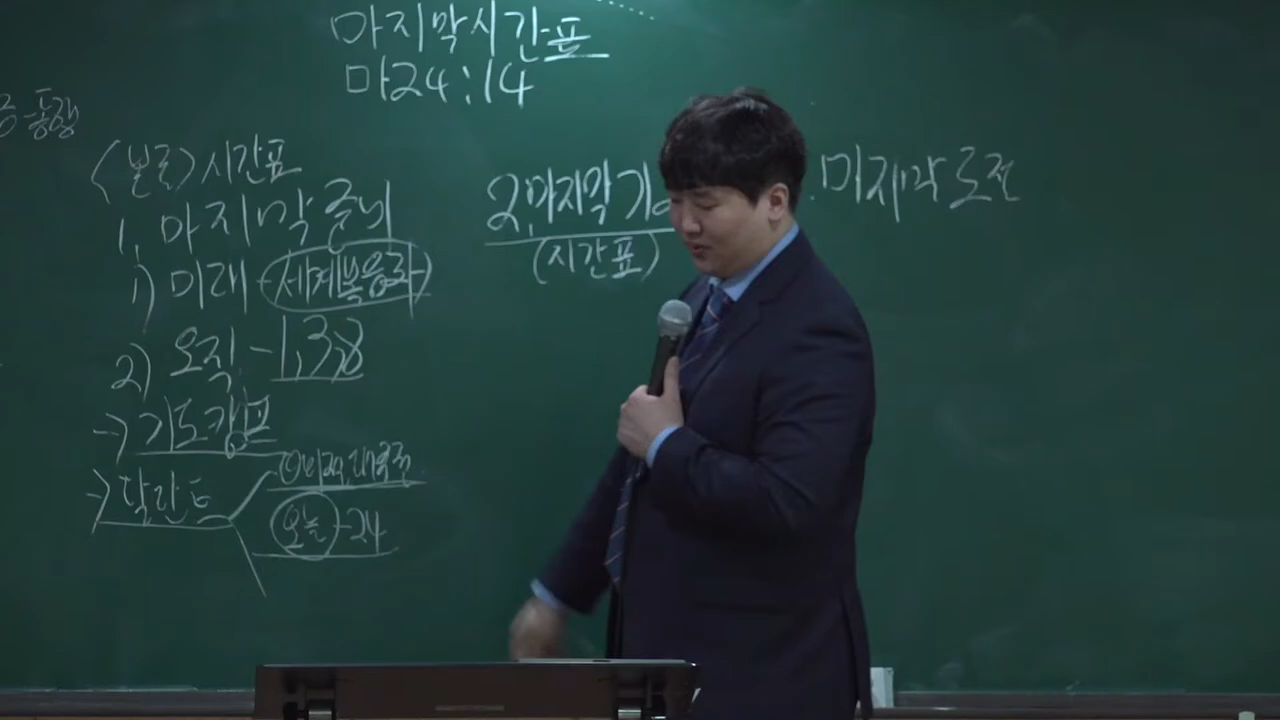 마지막시간표
마24:14
<본론> 시간표
1, 마지막 준비
1) 미래 - 세계복음화
2) 오직 - 1,3,8
→ 기도캠프
→ 달란트
오늘 - 24
2, 마지막
(시간표)
마지막 도전